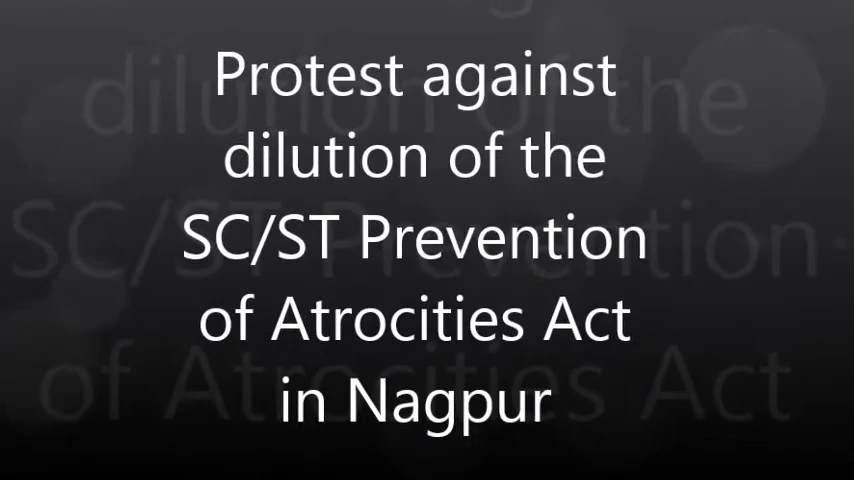 Protest against
dilution of the
SC/ST Prevention
of Atrocities Act
in Nagpur